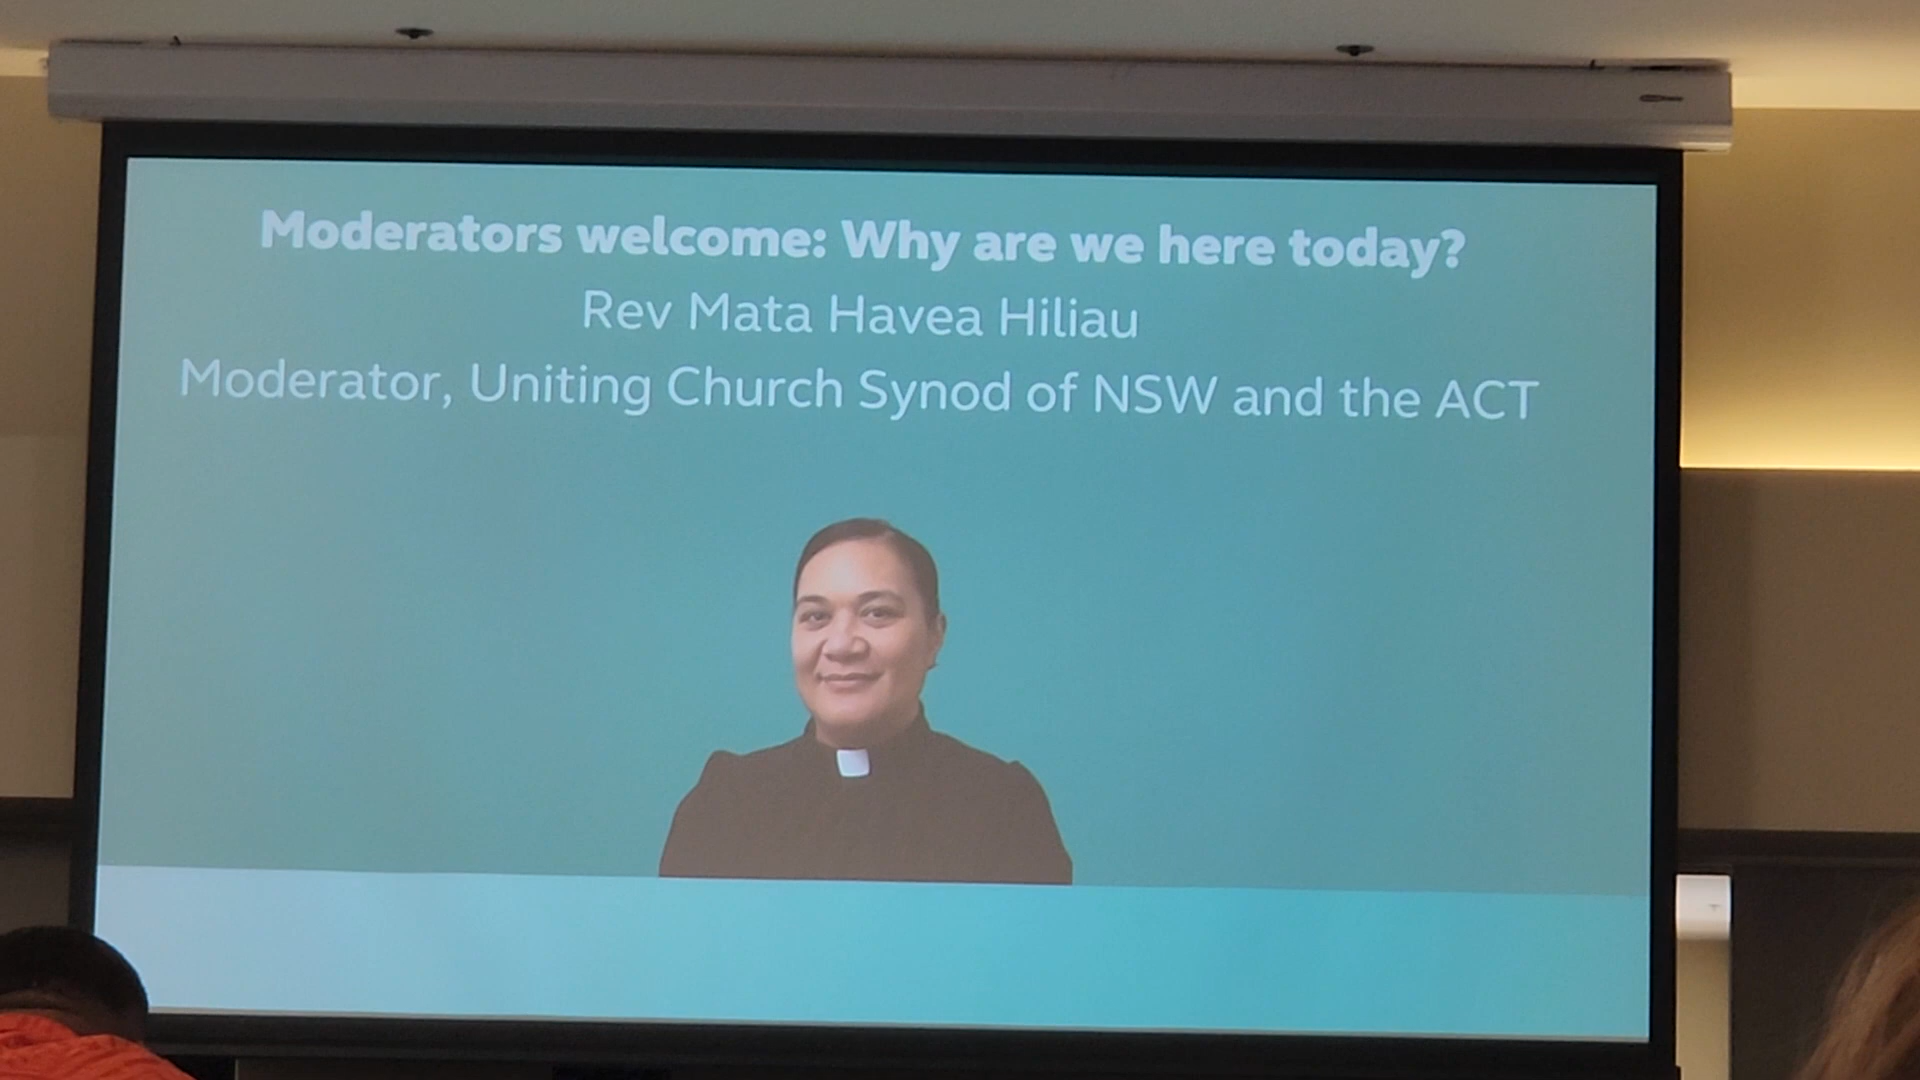 Moderators welcome: Why are we here today?
Rev Mata Havea Hiliau
Moderator, Uniting Church Synod of NSW and the ACT